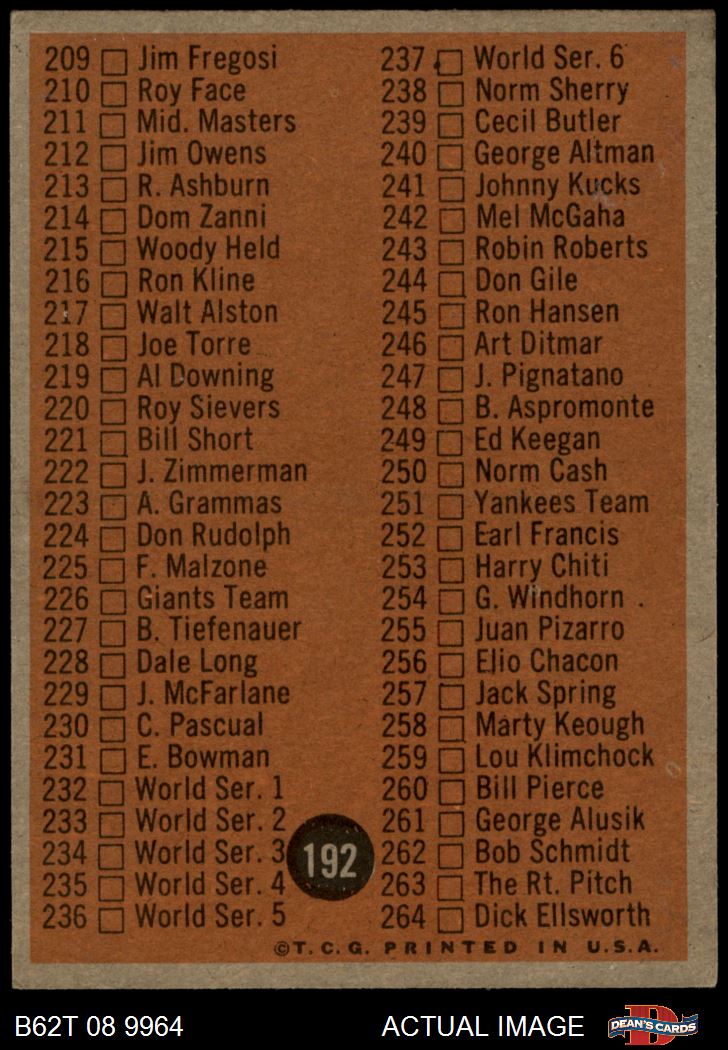 209 Jim Fregosi
210 Roy Face
211 Mid. Masters
212 Jim Owens
213 R. Ashburn
214 Dom Zanni
215 Woody Held
216 Ron Kline
217 Walt Alston
218 Joe Torre
219 Al Downing
220 Roy Sievers
221 Bill Short
222 J. Zimmerman
223 A. Grammas
224 Don Rudolph
225 F. Malzone
226 Giants Team
227 B. Tiefenauer
228 Dale Long
229 J. McFarlane
230 C. Pascual
231 E. Bowman
232 World Ser. 1
233 World Ser. 2
234 World Ser. 3
235 World Ser. 4
236 World Ser. 5
237 World Ser. 6
238 Norm Sherry
239 Cecil Butler
240 George Altman
241 Johnny Kucks
242 Mel McGaha
243 Robin Roberts
244 Don Gile
245 Ron Hansen
246 Art Ditmar
247 J. Pignatano
248 B. Aspromonte
249 Ed Keegan
250 Norm Cash
251 Yankees Team
252 Earl Francis
253 Harry Chiti
254 G. Windhorn
255 Juan Pizarro
256 Elio Chacon
257 Jack Spring
258 Marty Keough
259 Lou Klimchock
260 Bill Pierce
261 George Alusik
262 Bob Schmidt
263 The Rt. Pitch
264 Dick Ellsworth
192
©T.C.G. PRINTED IN U.S.A.
B62T 08 9964
ACTUAL IMAGE
DEAN'S CARDS